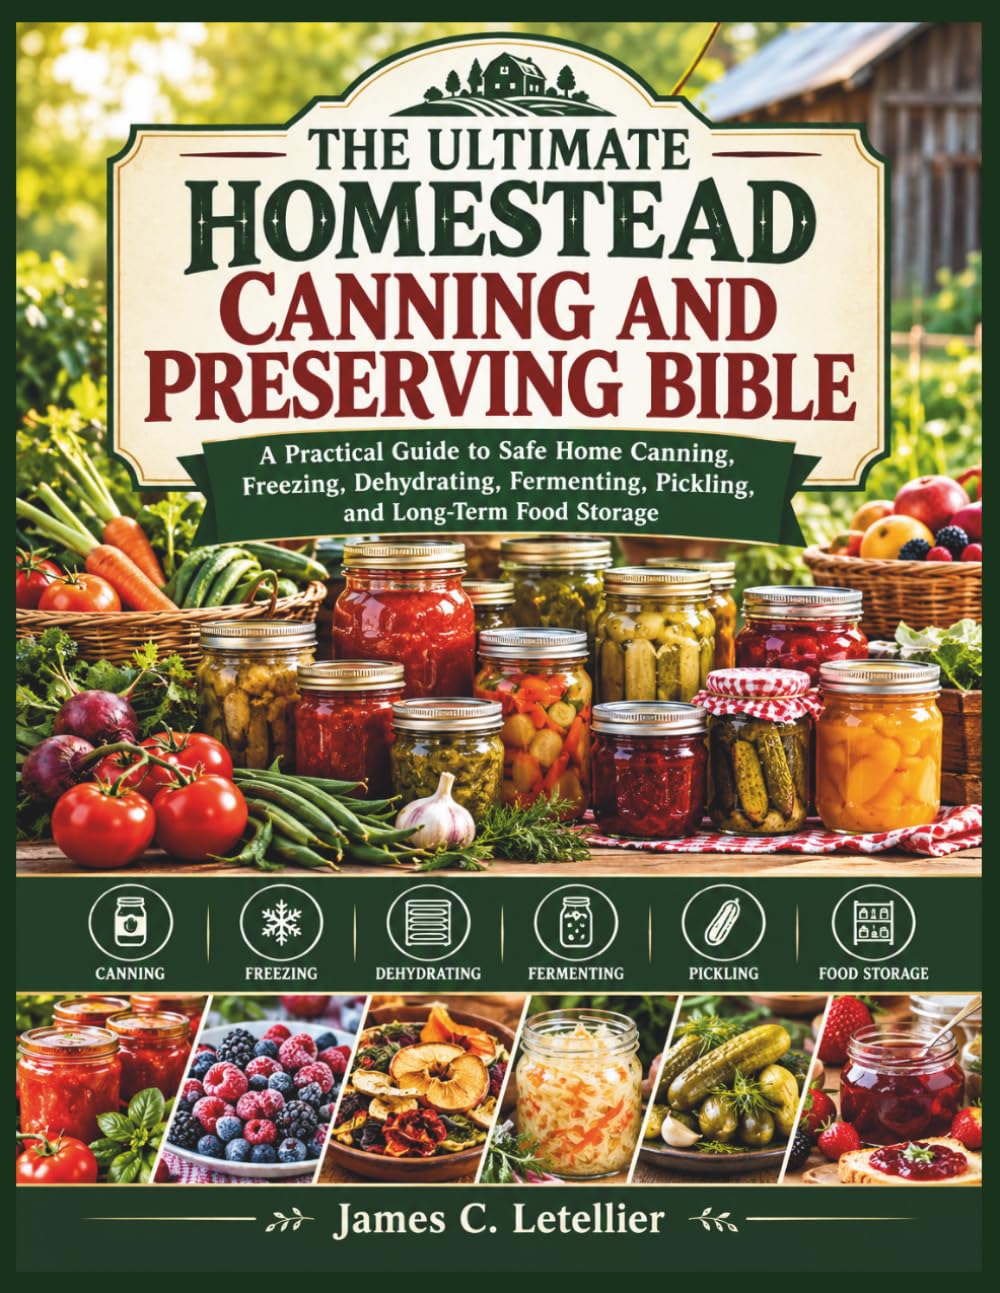 THE ULTIMATE
HOMESTEAD
CANNING AND
PRESERVING BIBLE
A Practical Guide to Safe Home Canning,
Freezing, Dehydrating, Fermenting, Pickling,
and Long-Term Food Storage
CANNING
FREEZING
DEHYDRATING
FERMENTING
PICKLING
FOOD STORAGE
James C. Letellier